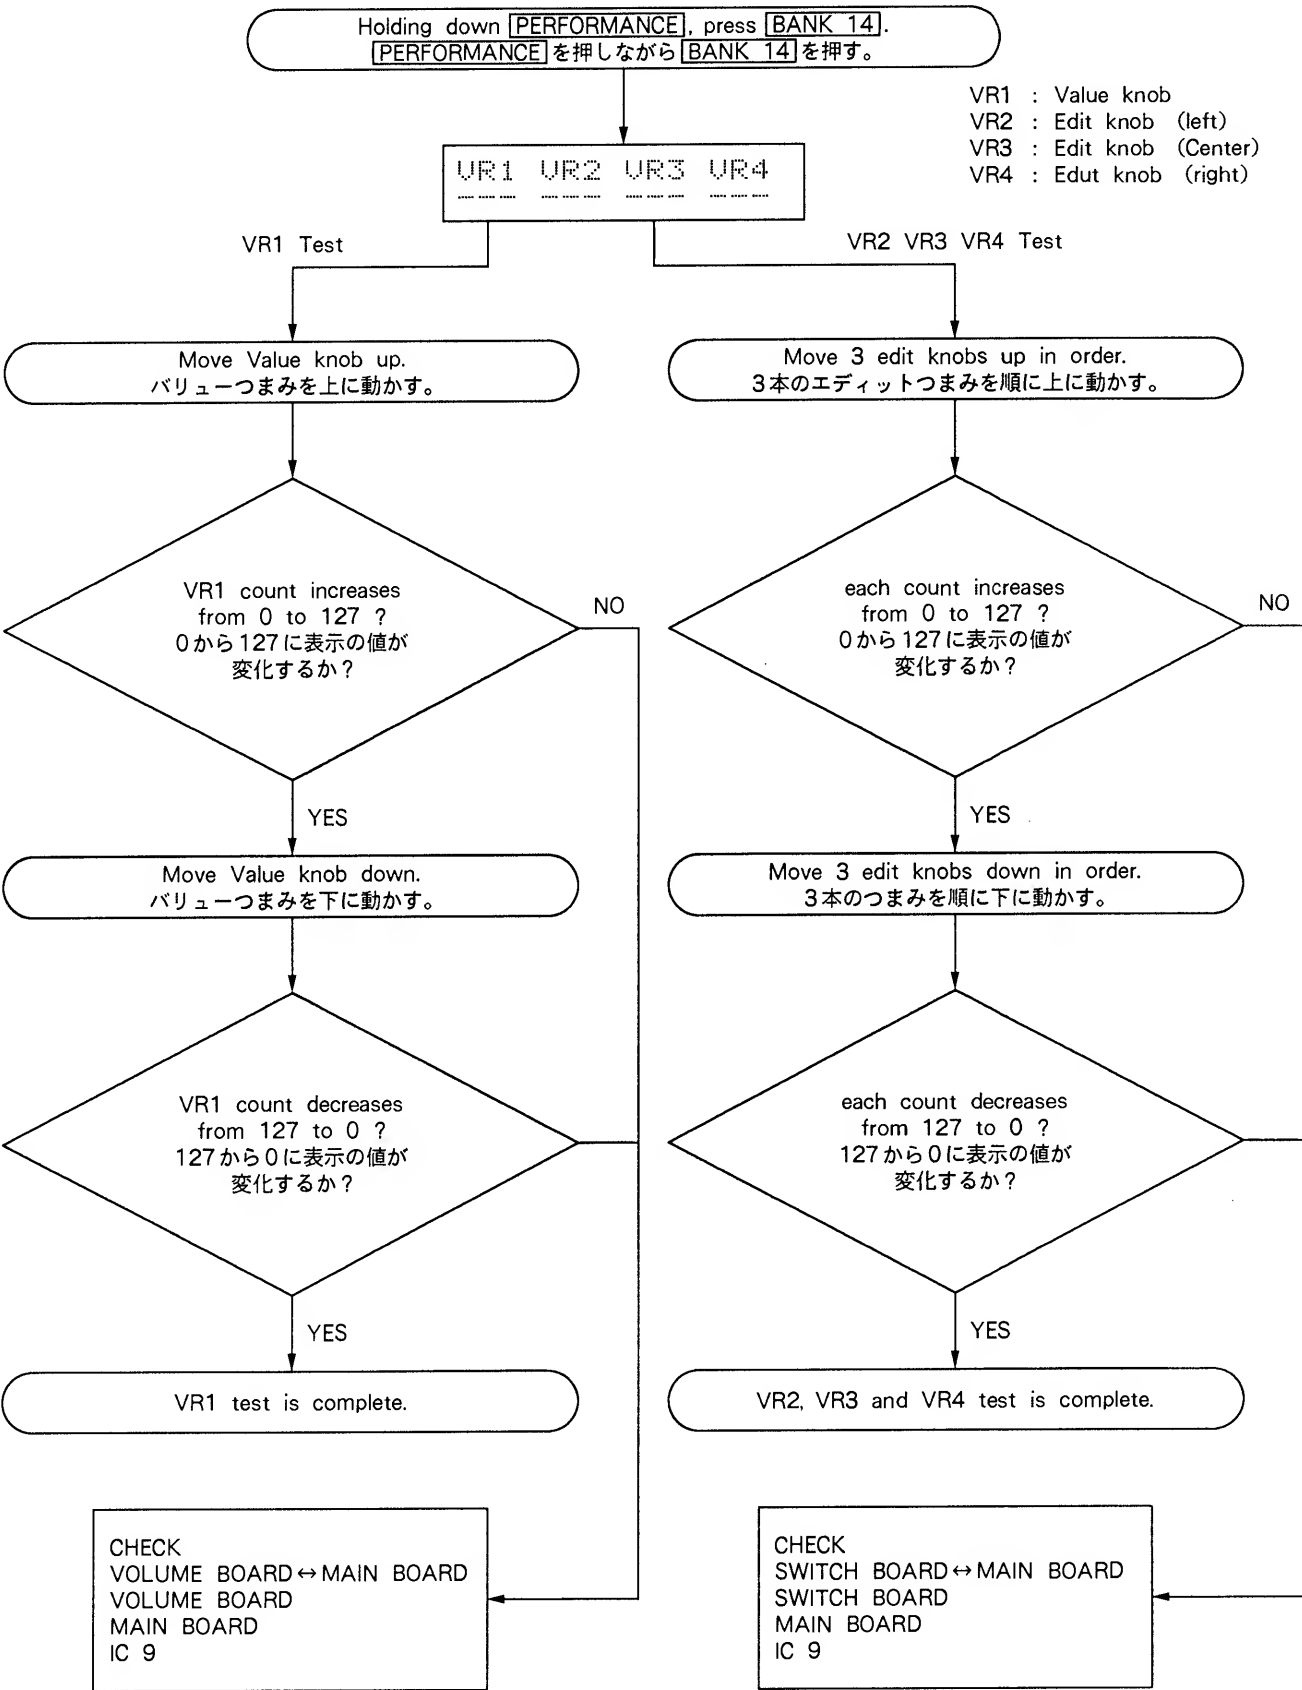 Holding down PERFORMANCE, press BANK 14.
PERFORMANCEを押しながらBANK 14を押す。
VR1 : Value knob
VR2 : Edit knob (left)
VR3 : Edit knob (Center)
VR4 : Edut knob (right)
VR1 VR2 VR3 VR4
--- --- --- ---
VR1 Test
VR2 VR3 VR4 Test
Move Value knob up.
バリューつまみを上に動かす。
Move 3 edit knobs up in order.
3本のエディットつまみを順に上に動かす。
VR1 count increases
from 0 to 127 ?
0から127に表示の値が
変化するか?
NO
each count increases
from 0 to 127 ?
0から127に表示の値が
変化するか?
NO
YES
YES
Move Value knob down.
バリューつまみを下に動かす。
Move 3 edit knobs down in order.
3本のつまみを順に下に動かす。
VR1 count decreases
from 127 to 0 ?
127から0に表示の値が
変化するか?
each count decreases
from 127 to 0 ?
127から0に表示の値が
変化するか?
YES
YES
VR1 test is complete.
VR2, VR3 and VR4 test is complete.
CHECK
VOLUME BOARD↔MAIN BOARD
VOLUME BOARD
MAIN BOARD
IC 9
CHECK
SWITCH BOARD↔MAIN BOARD
SWITCH BOARD
MAIN BOARD
IC 9